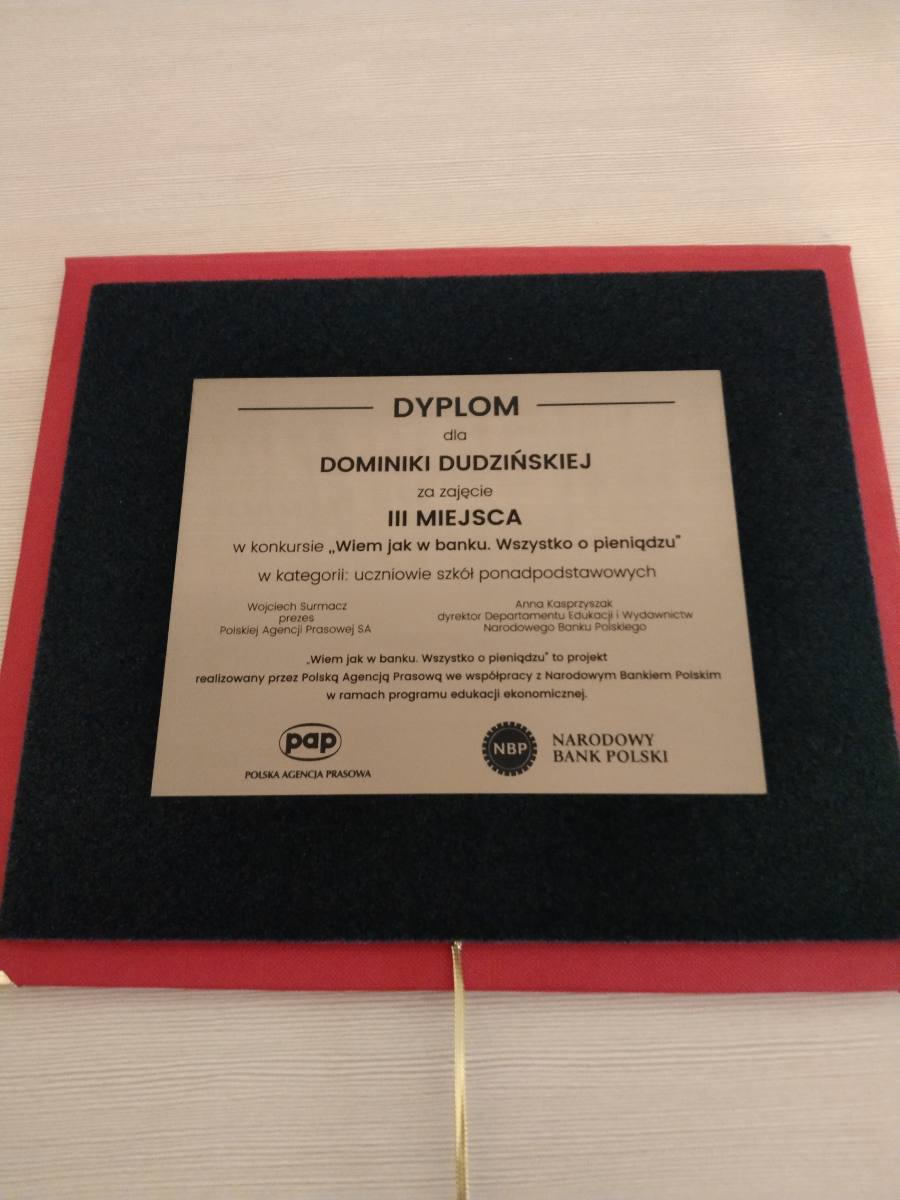 DYPLOM
dla
DOMINIKI DUDZIŃSKIEJ
za zajęcie
III MIEJSCA
w konkursie „Wiem jak w banku. Wszystko o pieniądzu"
w kategorii: uczniowie szkół ponadpodstawowych
Wojciech Surmacz
prezes
Polskiej Agencji Prasowej SA
Anna Kasprzyszak
dyrektor Departamentu Edukacji i Wydawnictw
Narodowego Banku Polskiego
„Wiem jak w banku. Wszystko o pieniądzu" to projekt
realizowany przez Polską Agencją Prasową we współpracy z Narodowym Bankiem Polskim
w ramach programu edukacji ekonomicznej.
pap
POLSKA AGENCJA PRASOWA
NBP
NARODOWY
BANK POLSKI